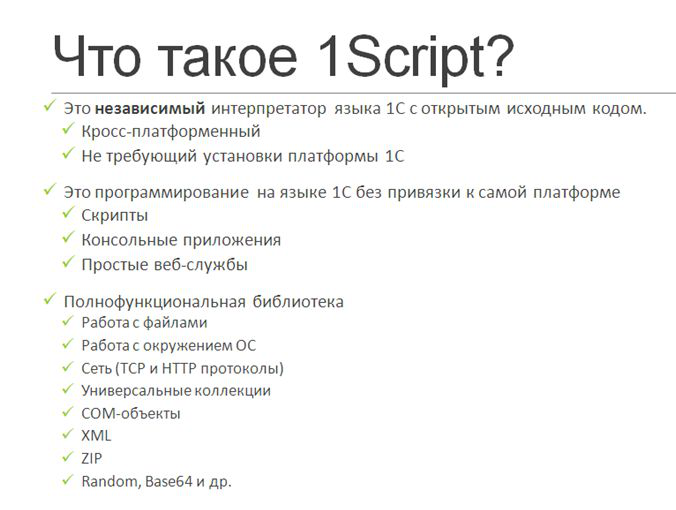 Что такое 1Script?
Это независимый интерпретатор языка 1С с открытым исходным кодом.
Кросс-платформенный
Не требующий установки платформы 1С
Это программирование на языке 1С без привязки к самой платформе
Скрипты
Консольные приложения
Простые веб-службы
Полнофункциональная библиотека
Работа с файлами
Работа с окружением ОС
Сеть (TCP и HTTP протоколы)
Универсальные коллекции
COM-объекты
XML
ZIP
Random, Base64 и др.